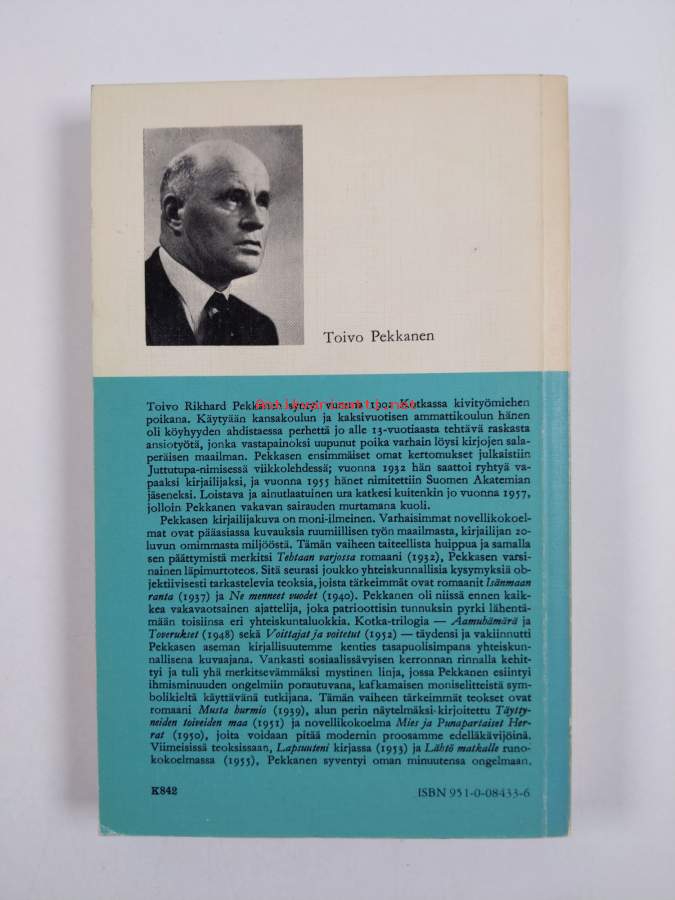 Toivo Pekkanen
Toivo Rikhard Pekkanen syntyi vuonna 1902 Kotkassa kivityömiehen
poikana. Käytyään kansakoulun ja kaksivuotisen ammattikoulun hänen
oli köyhyyden ahdistaessa perhettä jo alle 13-vuotiaasta tehtävä raskasta
ansiotyötä, jonka vastapainoksi uupunut poika varhain löysi kirjojen sala-
peräisen maailman. Pekkasen ensimmäiset omat kertomukset julkaistiin
Juttutupa-nimisessä viikkolehdessä; vuonna 1932 hän saattoi ryhtyä va-
paaksi kirjailijaksi, ja vuonna 1955 hänet nimitettiin Suomen Akatemian
jäseneksi. Loistava ja ainutlaatuinen ura katkesi kuitenkin jo vuonna 1957,
jolloin Pekkanen vakavan sairauden murtamana kuoli.
Pekkasen kirjailijakuva on moni-ilmeinen. Varhaisimmat novellikokoel-
mat ovat pääasiassa kuvauksia ruumiillisen työn maailmasta, kirjailijan 20-
luvun omimmasta miljööstä. Tämän vaiheen taiteellista huippua ja samalla
sen päättymistä merkitsi Tehtaan varjossa romaani (1932), Pekkasen varsi-
nainen läpimurtoteos. Sitä seurasi joukko yhteiskunnallisia kysymyksiä ob-
jektiivisesti tarkastelevia teoksia, joista tärkeimmät ovat romaanit Isänmaan
ranta (1937) ja Ne menneet vuodet (1940). Pekkanen oli niissä ennen kaik-
kea vakavaotsainen ajattelija, joka patrioottisin tunnuksin pyrki lähentä-
mään toisiinsa eri yhteiskuntaluokkia. Kotka-trilogia — Aamuhämärä ja
Toverukset (1948) sekä Voittajat ja voitetut (1952) — täydensi ja vakiinnutti
Pekkasen aseman kirjallisuutemme kenties tasapuolisimpana yhteiskun-
nallisena kuvaajana. Vankasti sosiaalissävyisen kerronnan rinnalla kehit-
tyi ja tuli yhä merkitsevämmäksi mystinen linja, jossa Pekkanen esiintyi
ihmisminuuden ongelmiin porautuvana, kafkamaisen moniselitteistä sym-
bolikieltä käyttävänä tutkijana. Tämän vaiheen tärkeimmät teokset ovat
romaani Musta hurmio (1939), alun perin näytelmäksi-kirjoitettu Täytty-
neiden toiveiden maa (1951) ja novellikokoelma Mies ja Punapartaiset Her-
rat (1950), joita voidaan pitää modernin proosamme edelläkävijöinä.
Viimeisissä teoksissaan, Lapsuuteni kirjassa (1953) ja Lähtö matkalle runo-
kokoelmassa (1955), Pekkanen syventyi oman minuutensa ongelmaan.
K842
ISBN 951-0-08433-6
Antikvariaatti.net